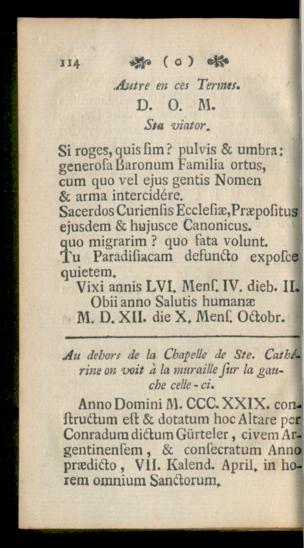 114 ( o )
Autre en ces Termes.
D. O. M.
Sta viator.
Si roges, quis ſim? pulvis & umbra:
generoſa Baronum Familia ortus,
cum quo vel ejus gentis Nomen
& arma intercidére.
Sacerdos Curienſis Eccleſiæ, Præpoſitus
ejusdem & hujusce Canonicus.
quo migrarim? quo fata volunt.
Tu Paradiſiacam defuncto expoſce
quietem.
Vixi annis LVI. Menſ. IV. dieb. II.
Obii anno Salutis humanæ
M. D. XII. die X. Menſ. Octobr.
Au dehors de la Chapelle de Ste. Cathé-
rine on voit à la muraille ſur la gau-
che celle-ci.
Anno Domini M. CCC. XXIX. con-
ſtructum eſt & dotatum hoc Altare per
Conradum dictum Gürteler, civem Ar-
gentinenſem, & conſecratum Anno
prædicto, VII. Kalend. April, in ho-
rem omnium Sanctorum.